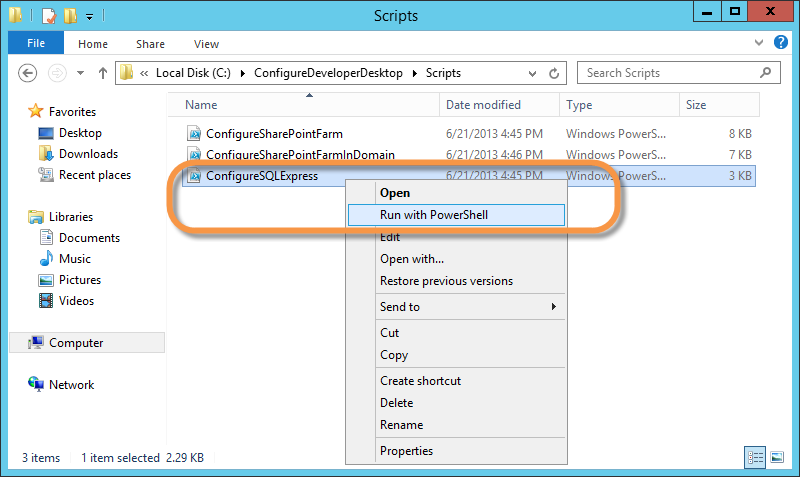 Scripts
File Home Share View
« Local Disk (C:) ConfigureDeveloperDesktop Scripts Search Scripts
Name Date modified Type Size
Favorites
Desktop
Downloads
Recent places
Libraries
Documents
Music
Pictures
Videos
Computer
Network
ConfigureSharePointFarm 6/21/2013 4:45 PM Windows PowerS... 8 KB
ConfigureSharePointFarmInDomain 6/21/2013 4:46 PM Windows PowerS... 7 KB
ConfigureSQLExpress 6/21/2013 4:45 PM Windows PowerS... 3 KB
Open
Run with PowerShell
Edit
Open with...
Restore previous versions
Send to
Cut
Copy
Create shortcut
Delete
Rename
Properties
3 items 1 item selected 2.29 KB